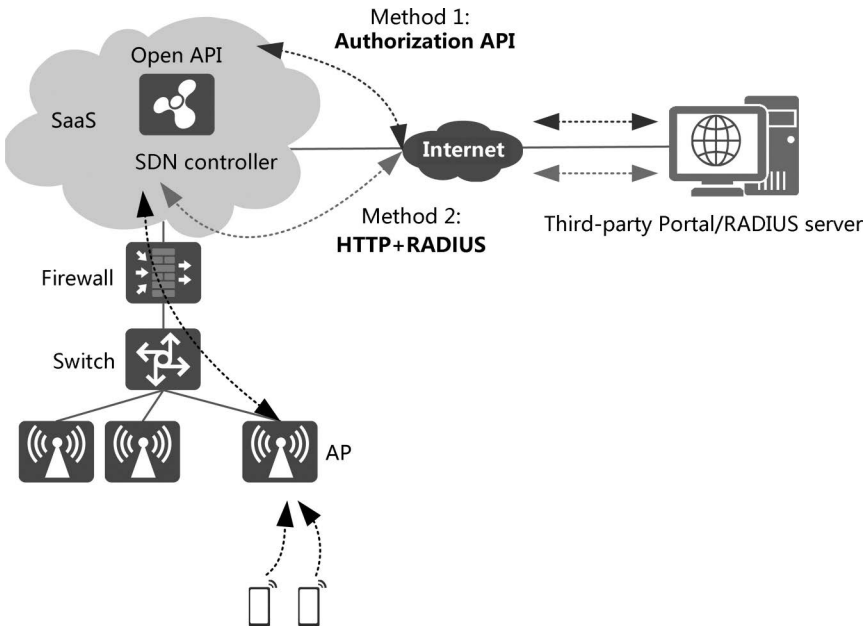 Method 1:
Authorization API
Open API
SaaS
SDN controller
Internet
Method 2:
HTTP+RADIUS
Third-party Portal/RADIUS server
Firewall
Switch
AP